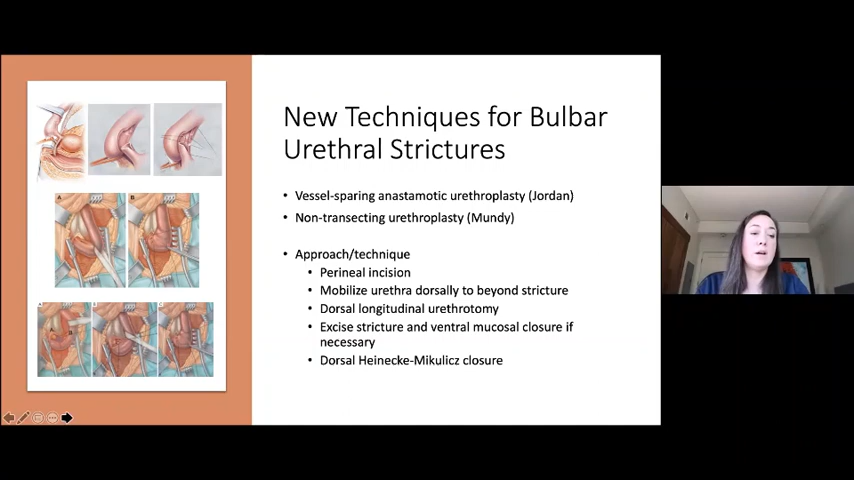 New Techniques for Bulbar
Urethral Strictures
• Vessel-sparing anastamotic urethroplasty (Jordan)
• Non-transecting urethroplasty (Mundy)
• Approach/technique
• Perineal incision
• Mobilize urethra dorsally to beyond stricture
• Dorsal longitudinal urethrotomy
• Excise stricture and ventral mucosal closure if
necessary
• Dorsal Heinecke-Mikulicz closure
A
B